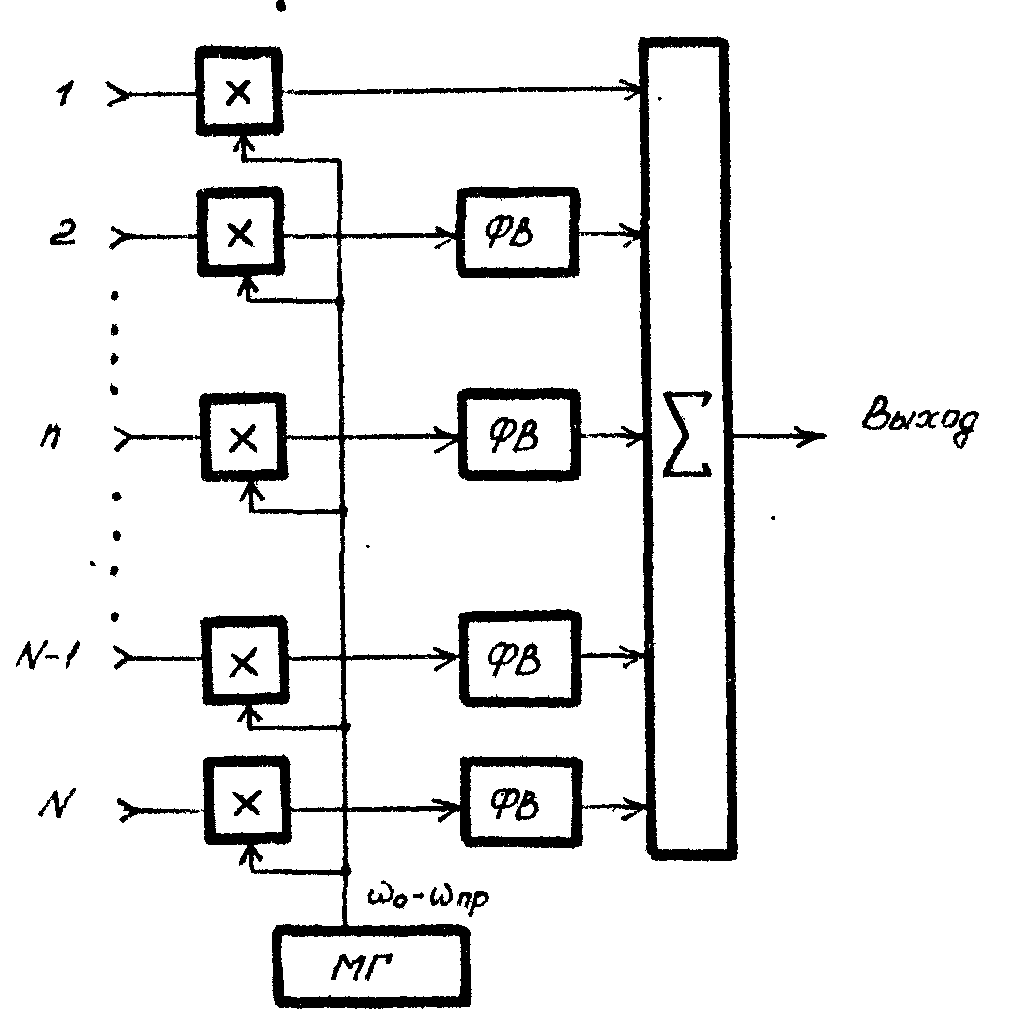 1 ×
2 × ФВ
n × ФВ Σ Выход
N-1 × ФВ
N × ФВ
ω₀-ωпр
МГ